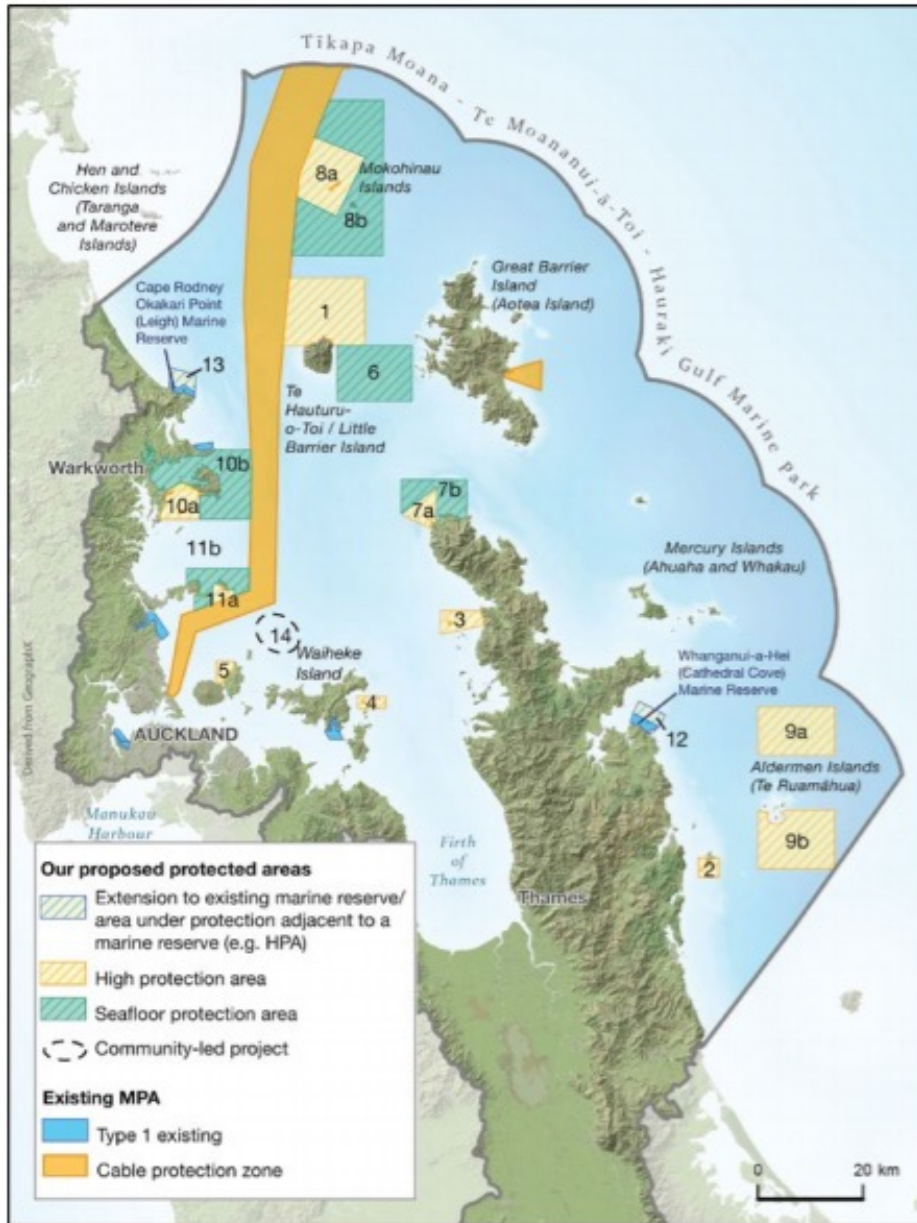 Tīkapa Moana - Te Moananui-ā-Toi - Hauraki Gulf Marine Park
Hen and
Chicken Islands
(Taranga
and Marotere
Islands)
8a
Mokohinau
Islands
8b
Cape Rodney
Okakari Point
(Leigh) Marine
Reserve
13
1
Great Barrier
Island
(Aotea Island)
6
Te
Hauturu-
o-Toi / Little
Barrier Island
Warkworth
10b
10a
7b
7a
11b
Mercury Islands
(Ahuaha and Whakau)
11a
3
14
Waiheke
Island
5
4
Whanganui-a-Hei
(Cathedral Cove)
Marine Reserve
12
9a
AUCKLAND
Aldermen Islands
(Te Ruamāhua)
9b
Derived from GeographX
Manukau
Harbour
Firth
of
Thames
2
Thames
Our proposed protected areas
Extension to existing marine reserve/
area under protection adjacent to a
marine reserve (e.g. HPA)
High protection area
Seafloor protection area
Community-led project
Existing MPA
Type 1 existing
Cable protection zone
0 20 km